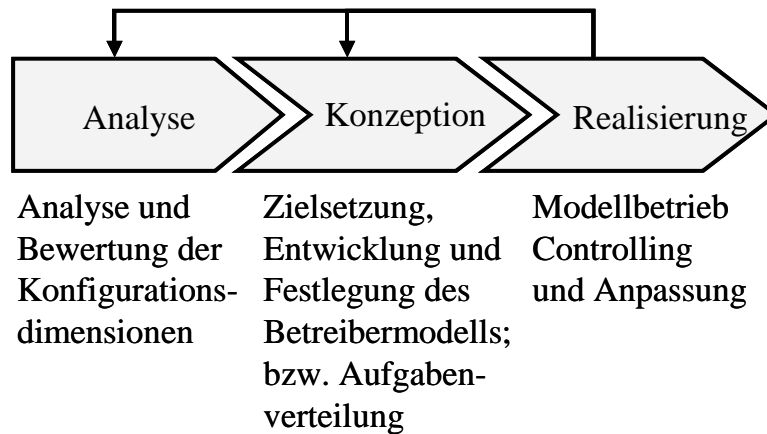 Analyse
Konzeption
Realisierung
Analyse und
Bewertung der
Konfigurations-
dimensionen
Zielsetzung,
Entwicklung und
Festlegung des
Betreibermodells;
bzw. Aufgaben-
verteilung
Modellbetrieb
Controlling
und Anpassung